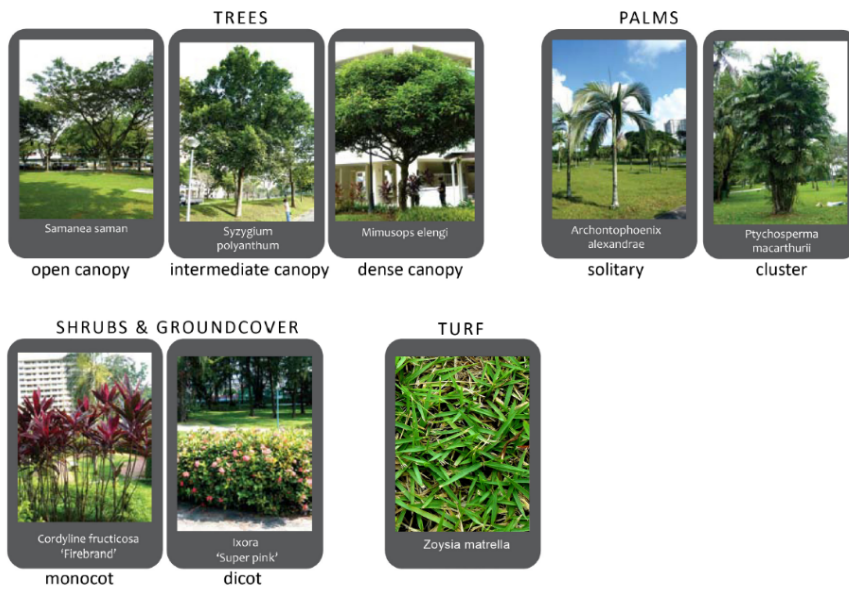 TREES
PALMS
Samanea saman
Syzygium
polyanthum
Mimusops elengi
Archontophoenix
alexandrae
Ptychosperma
macarthurii
open canopy
intermediate canopy
dense canopy
solitary
cluster
SHRUBS & GROUNDCOVER
TURF
Cordyline fructicosa
'Firebrand'
Ixora
'Super pink'
Zoysia matrella
monocot
dicot